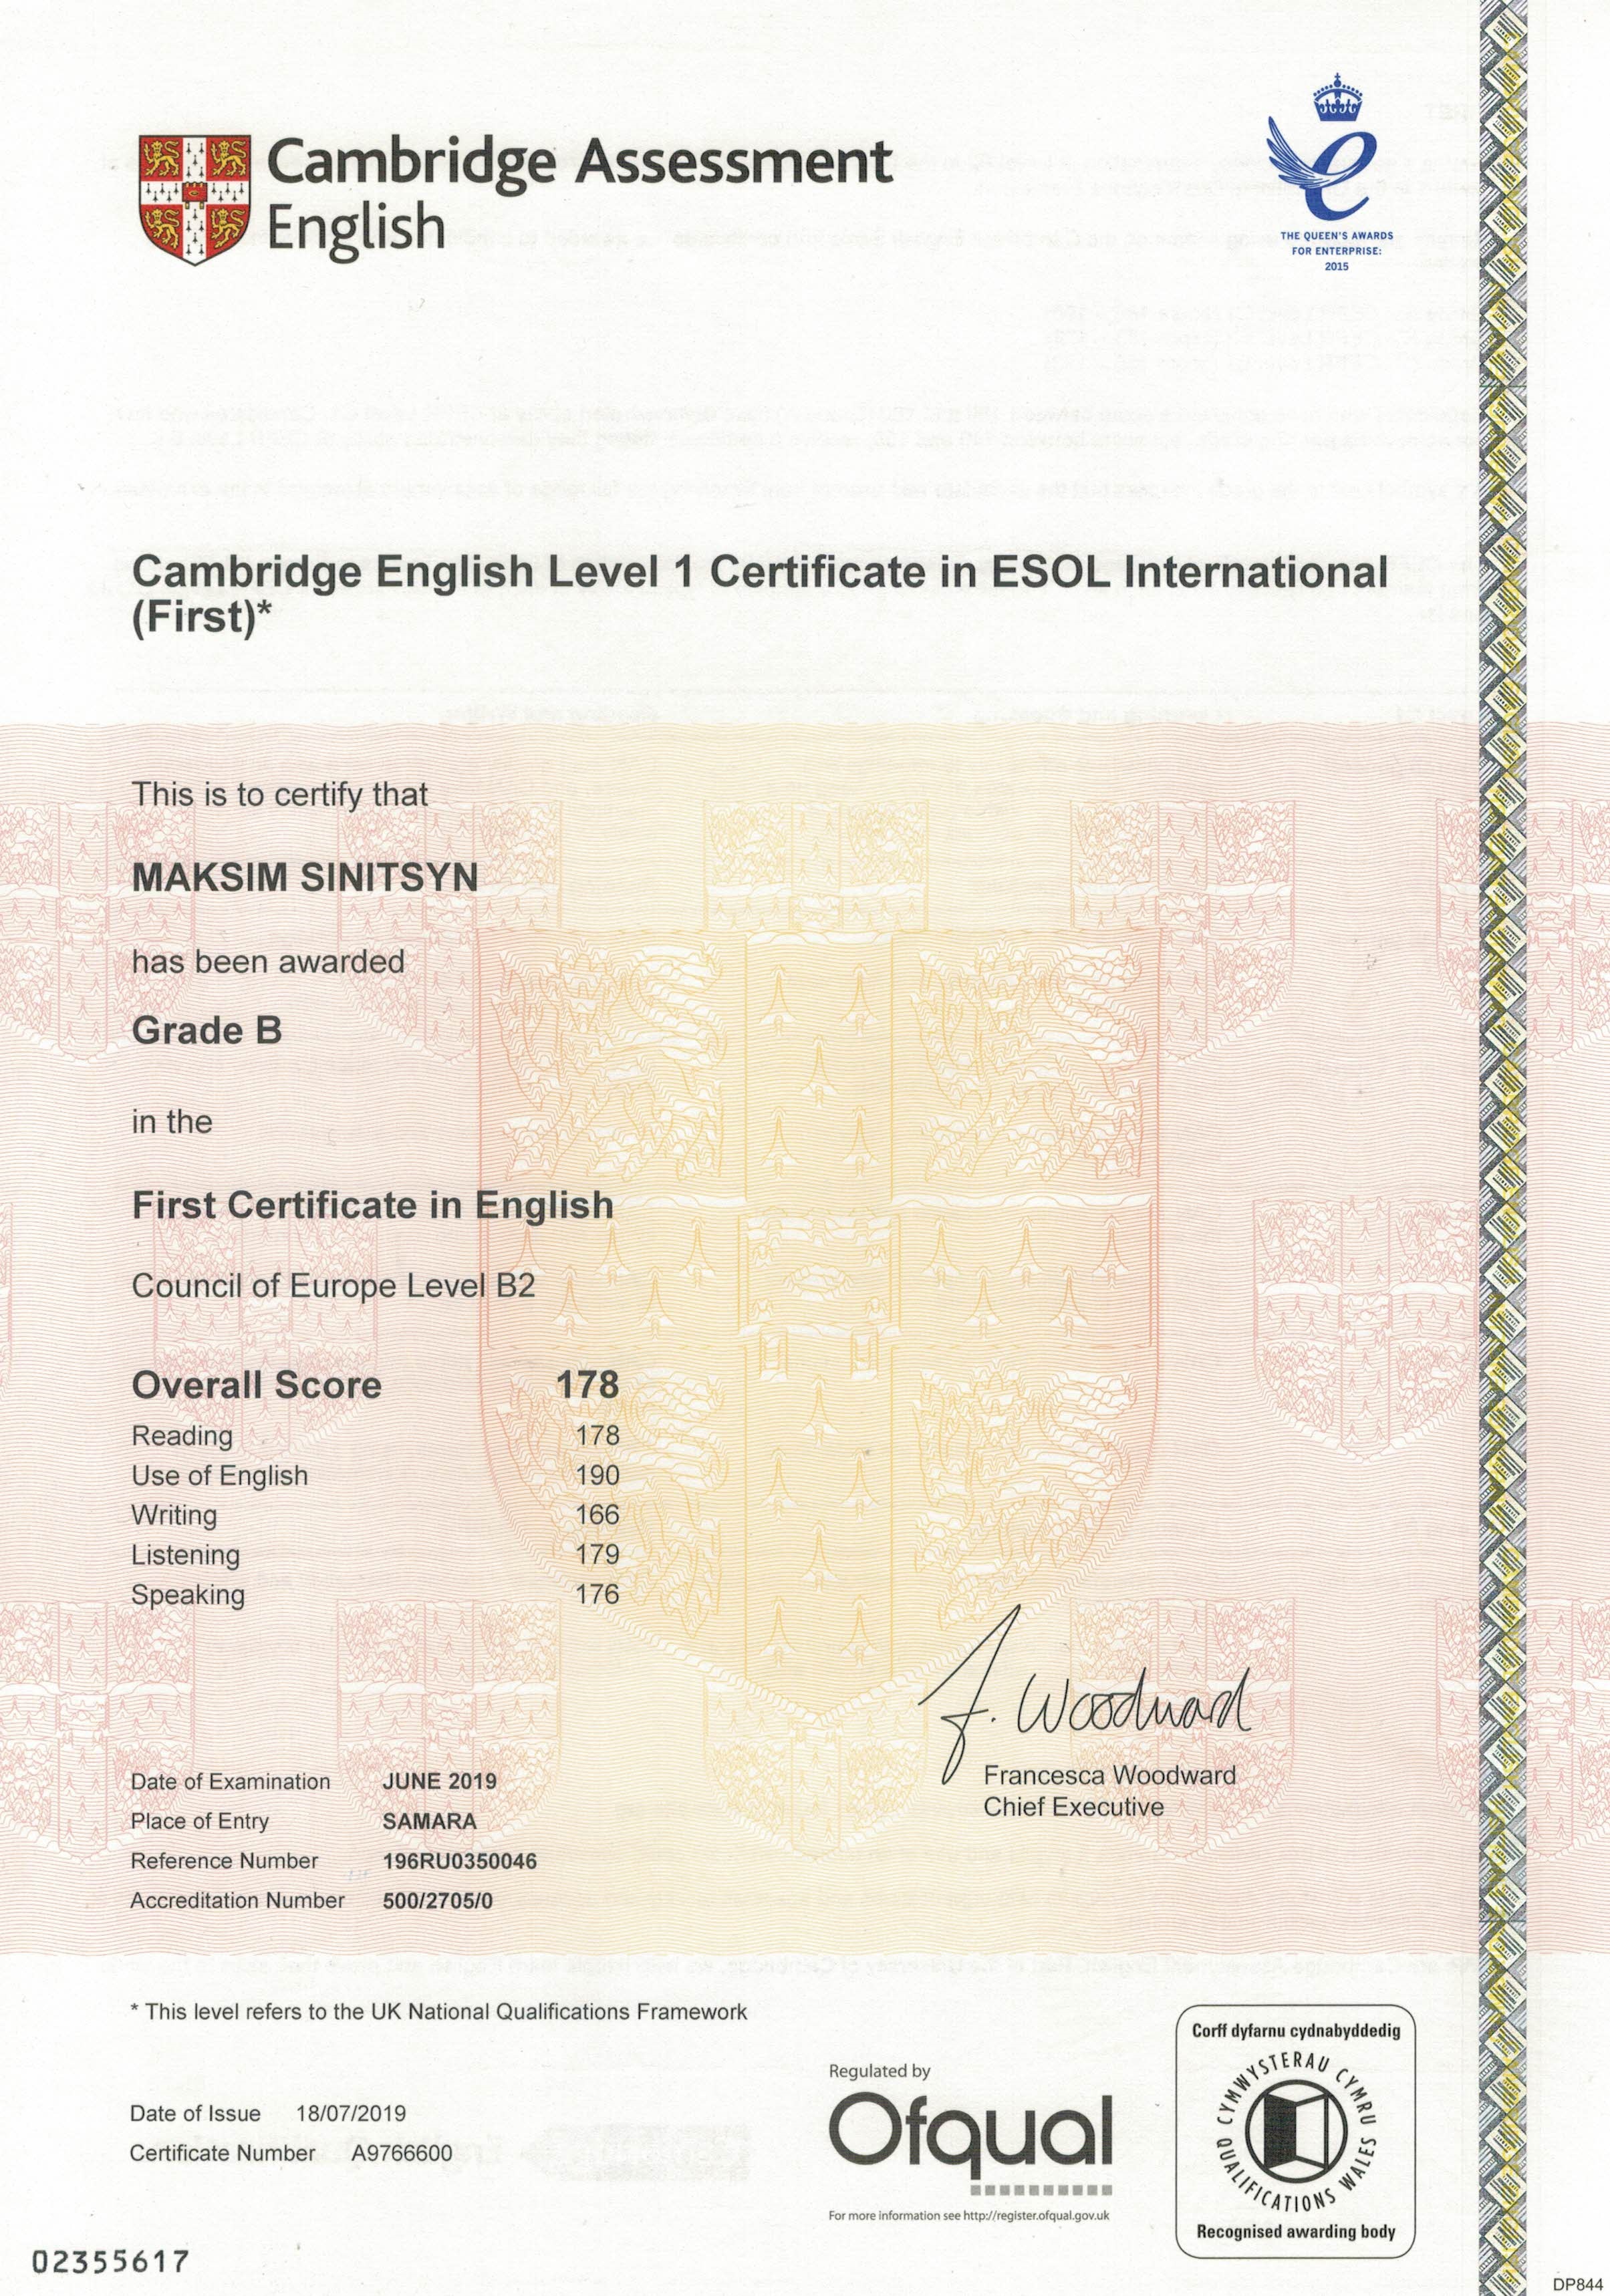 Cambridge Assessment
English
THE QUEEN'S AWARDS
FOR ENTERPRISE:
2015
Cambridge English Level 1 Certificate in ESOL International
(First)*
This is to certify that
MAKSIM SINITSYN
has been awarded
Grade B
in the
First Certificate in English
Council of Europe Level B2
Overall Score 178
Reading 178
Use of English 190
Writing 166
Listening 179
Speaking 176
F. Woodward
Francesca Woodward
Chief Executive
Date of Examination JUNE 2019
Place of Entry SAMARA
Reference Number 196RU0350046
Accreditation Number 500/2705/0
* This level refers to the UK National Qualifications Framework
Date of Issue 18/07/2019
Certificate Number A9766600
Regulated by
Ofqual
For more information see http://register.ofqual.gov.uk
Corff dyfarnu cydnabyddedig
CYMWYSTERAU CYMRU
QUALIFICATIONS WALES
Recognised awarding body
02355617
DP844